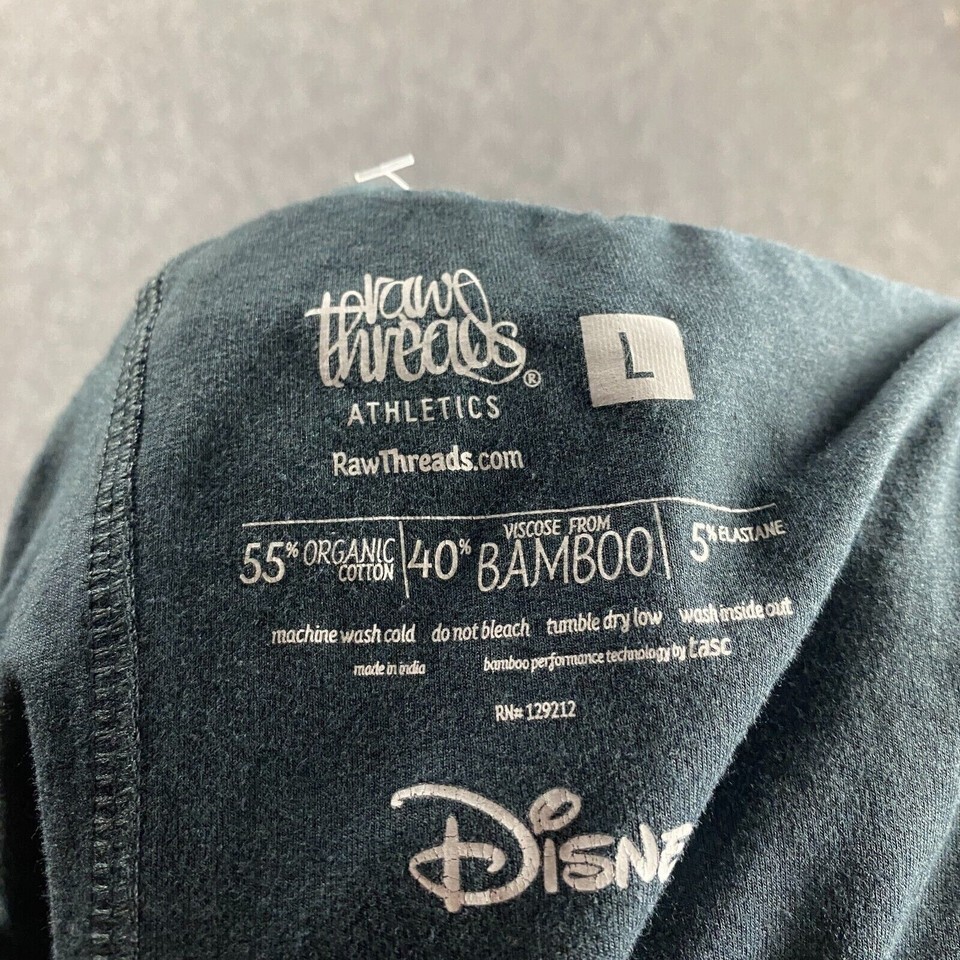 raw
threads®
ATHLETICS
L
RawThreads.com
55% ORGANIC COTTON
40% VISCOSE FROM BAMBOO
5% ELASTANE
machine wash cold do not bleach tumble dry low wash inside out
made in india bamboo performance technology by tasc
RN# 129212
DISNE